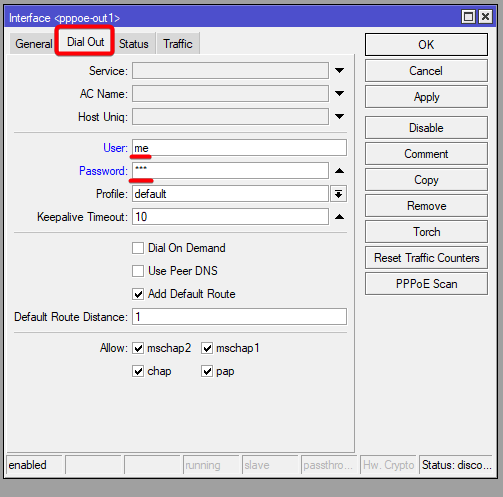 Interface <pppoe-out1>
General Dial Out Status Traffic
Service:
AC Name:
Host Uniq:
User: me
Password: ***
Profile: default
Keepalive Timeout: 10
Dial On Demand
Use Peer DNS
Add Default Route
Default Route Distance: 1
Allow: mschap2 mschap1
chap pap
OK
Cancel
Apply
Disable
Comment
Copy
Remove
Torch
Reset Traffic Counters
PPPoE Scan
enabled running slave passthro... Hw. Crypto Status: disco...